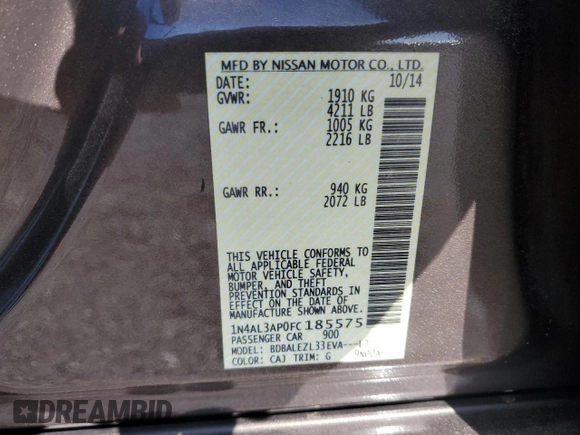 MFD BY NISSAN MOTOR CO., LTD.
DATE: 10/14
GVWR: 1910 KG
4211 LB
GAWR FR.: 1005 KG
2216 LB
GAWR RR.: 940 KG
2072 LB
THIS VEHICLE CONFORMS TO
ALL APPLICABLE FEDERAL
MOTOR VEHICLE SAFETY,
BUMPER, AND THEFT
PREVENTION STANDARDS IN
EFFECT ON THE DATE OF
MANUFACTURE SHOWN ABOVE.
1N4AL3AP0FC185575
PASSENGER CAR 900
MODEL: BDBALEZL33EVA---
COLOR: CAJ TRIM: G
DREAMBID